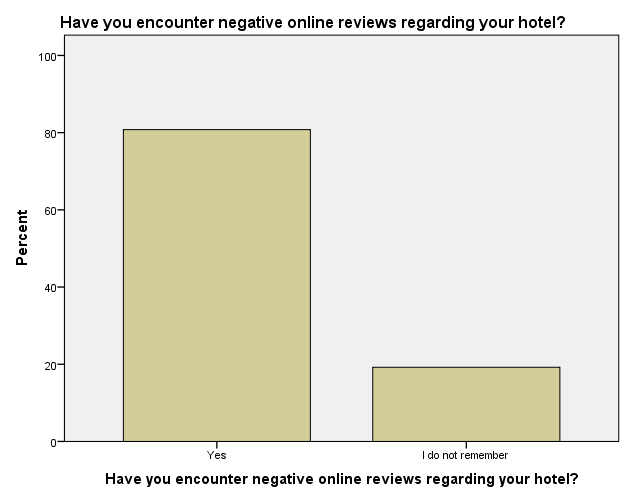 Have you encounter negative online reviews regarding your hotel?
100
80
60
40
20
0
Percent
Yes
I do not remember
Have you encounter negative online reviews regarding your hotel?